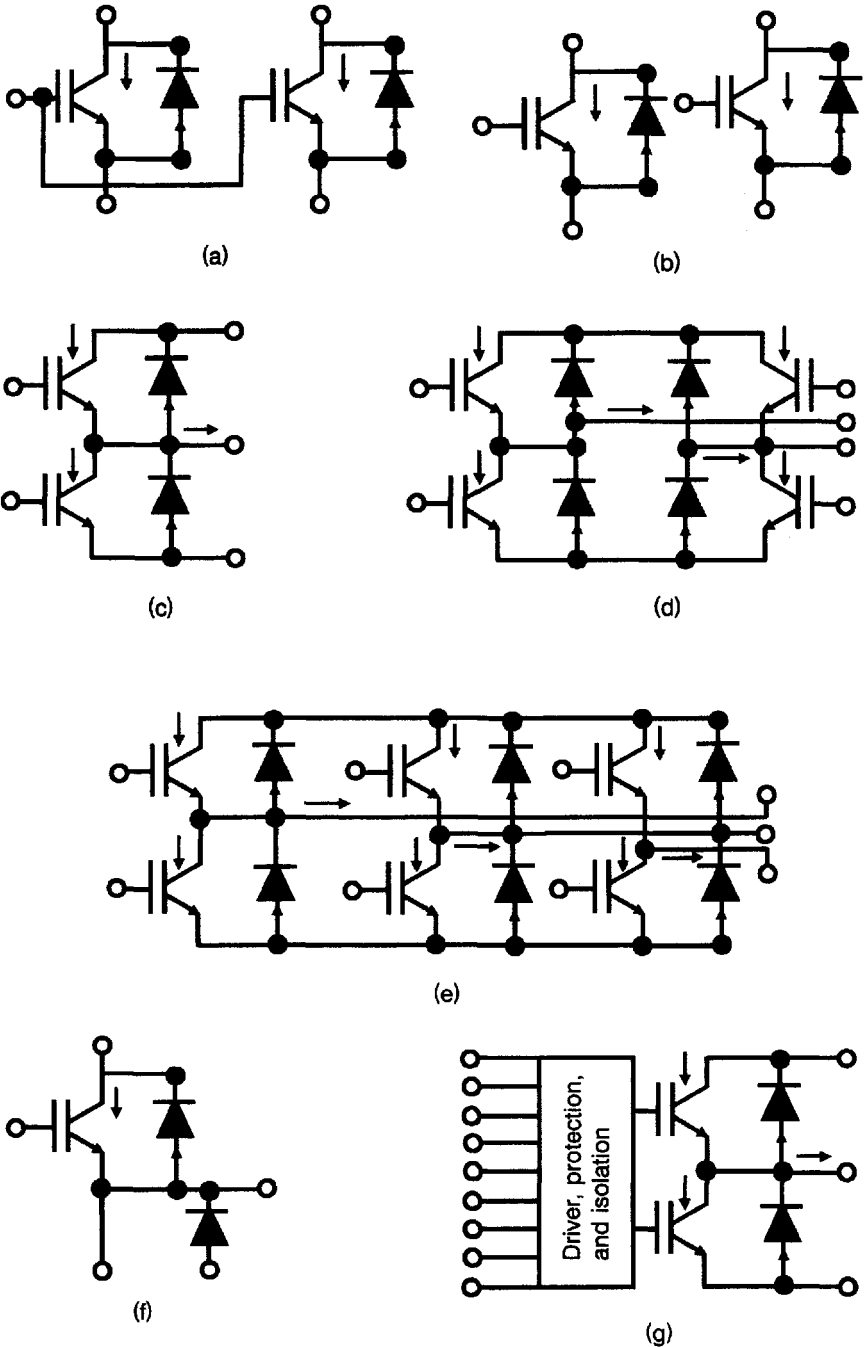 (a)
(b)
(c)
(d)
(e)
(f)
Driver, protection,
and isolation
(g)